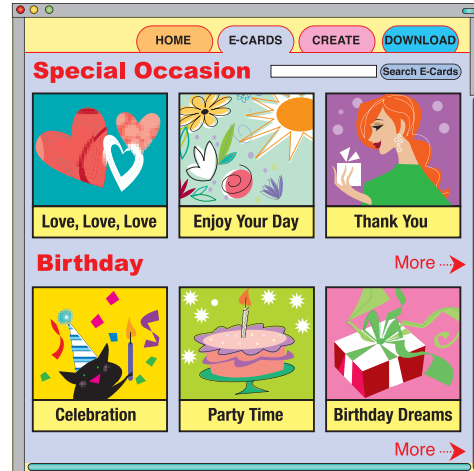 HOME E-CARDS CREATE DOWNLOAD
Special Occasion Search E-Cards
Love, Love, Love Enjoy Your Day Thank You
More
Birthday
Celebration Party Time Birthday Dreams
More